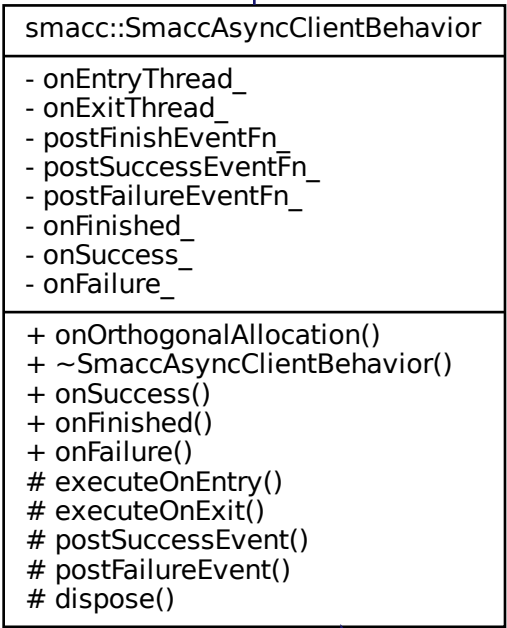 smacc::SmaccAsyncClientBehavior
- onEntryThread_
- onExitThread_
- postFinishEventFn_
- postSuccessEventFn_
- postFailureEventFn_
- onFinished_
- onSuccess_
- onFailure_
+ onOrthogonalAllocation()
+ ~SmaccAsyncClientBehavior()
+ onSuccess()
+ onFinished()
+ onFailure()
# executeOnEntry()
# executeOnExit()
# postSuccessEvent()
# postFailureEvent()
# dispose()